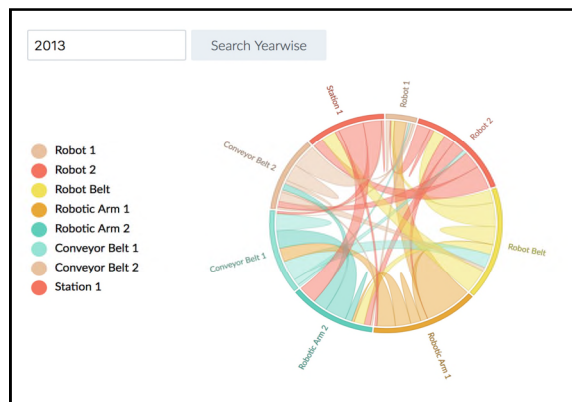 2013
Search Yearwise
Robot 1
Robot 2
Robot Belt
Robotic Arm 1
Robotic Arm 2
Conveyor Belt 1
Conveyor Belt 2
Station 1
Station 1
Robot 1
Robot 2
Conveyor Belt 2
Robot Belt
Conveyor Belt 1
Robotic Arm 2
Robotic Arm 1